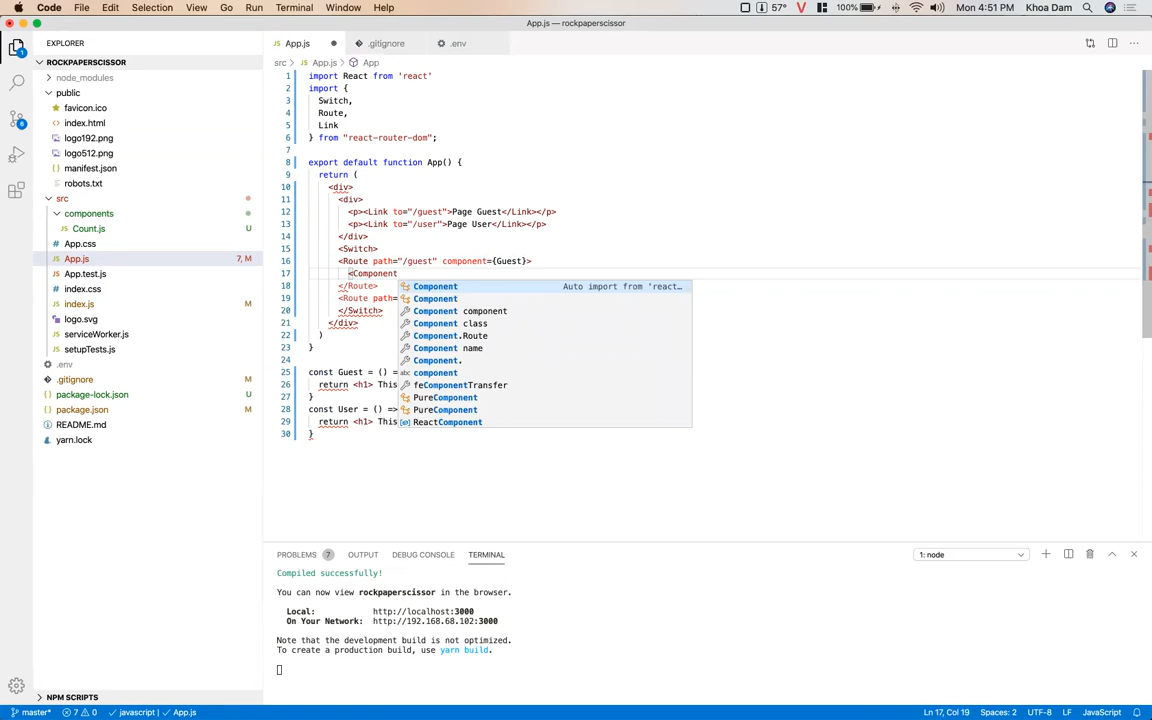 Code File Edit Selection View Go Run Terminal Window Help 57° 100% Mon 4:51 PM Khoa Dam
App.js — rockpaperscissor
EXPLORER
ROCKPAPERSCISSOR
node_modules
public
favicon.ico
index.html
logo192.png
logo512.png
manifest.json
robots.txt
src
components
Count.js U
App.css
App.js 7, M
App.test.js
index.css
index.js M
logo.svg
serviceWorker.js
setupTests.js
.env
.gitignore M
package-lock.json U
package.json M
README.md
yarn.lock
NPM SCRIPTS
App.js .gitignore .env
src > App.js > App
1 import React from 'react'
2 import {
3 Switch,
4 Route,
5 Link
6 } from "react-router-dom";
7
8 export default function App() {
9 return (
10 <div>
11 <div>
12 <p><Link to="/guest">Page Guest</Link></p>
13 <p><Link to="/user">Page User</Link></p>
14 </div>
15 <Switch>
16 <Route path="/guest" component={Guest}>
17 <Component
18 </Route>
19 <Route path=
20 </Switch>
21 </div>
22 )
23 }
24
25 const Guest = () =
26 return <h1> This
27 }
28 const User = () =>
29 return <h1> This
30 }
Component Auto import from 'react…
Component
Component component
Component class
Component.Route
Component name
Component.
component
feComponentTransfer
PureComponent
PureComponent
ReactComponent
PROBLEMS 7 OUTPUT DEBUG CONSOLE TERMINAL 1: node
Compiled successfully!
You can now view rockpaperscissor in the browser.
Local: http://localhost:3000
On Your Network: http://192.168.68.102:3000
Note that the development build is not optimized.
To create a production build, use yarn build.
master* 7 0 javascript | App.js Ln 17, Col 19 Spaces: 2 UTF-8 LF JavaScript